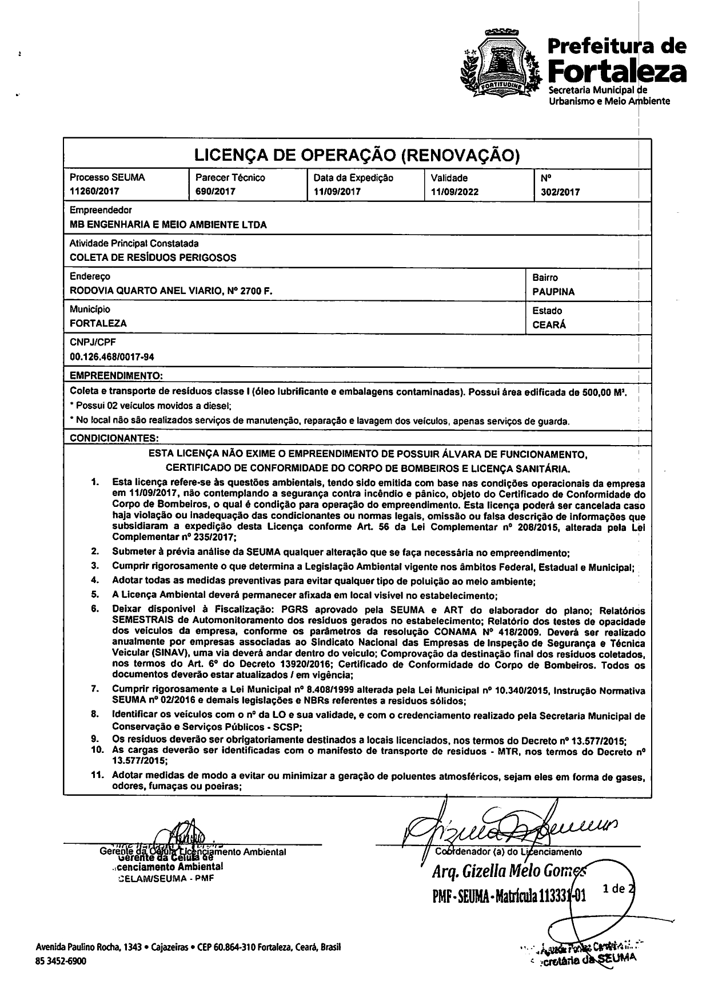 Prefeitura de
Fortaleza
Secretaria Municipal de
Urbanismo e Meio Ambiente
FORTITUDINE
LICENÇA DE OPERAÇÃO (RENOVAÇÃO)
Processo SEUMA
11260/2017
Parecer Técnico
690/2017
Data da Expedição
11/09/2017
Validade
11/09/2022
Nº
302/2017
Empreendedor
MB ENGENHARIA E MEIO AMBIENTE LTDA
Atividade Principal Constatada
COLETA DE RESÍDUOS PERIGOSOS
Endereço
RODOVIA QUARTO ANEL VIARIO, Nº 2700 F.
Bairro
PAUPINA
Município
FORTALEZA
Estado
CEARÁ
CNPJ/CPF
00.126.468/0017-94
EMPREENDIMENTO:
Coleta e transporte de resíduos classe I (óleo lubrificante e embalagens contaminadas). Possui área edificada de 500,00 M².
* Possui 02 veículos movidos a diesel;
* No local não são realizados serviços de manutenção, reparação e lavagem dos veículos, apenas serviços de guarda.
CONDICIONANTES:
ESTA LICENÇA NÃO EXIME O EMPREENDIMENTO DE POSSUIR ÁLVARA DE FUNCIONAMENTO,
CERTIFICADO DE CONFORMIDADE DO CORPO DE BOMBEIROS E LICENÇA SANITÁRIA.
1. Esta licença refere-se às questões ambientais, tendo sido emitida com base nas condições operacionais da empresa
em 11/09/2017, não contemplando a segurança contra incêndio e pânico, objeto do Certificado de Conformidade do
Corpo de Bombeiros, o qual é condição para operação do empreendimento. Esta licença poderá ser cancelada caso
haja violação ou inadequação das condicionantes ou normas legais, omissão ou falsa descrição de informações que
subsidiaram a expedição desta Licença conforme Art. 56 da Lei Complementar nº 208/2015, alterada pela Lei
Complementar nº 235/2017;
2. Submeter à prévia análise da SEUMA qualquer alteração que se faça necessária no empreendimento;
3. Cumprir rigorosamente o que determina a Legislação Ambiental vigente nos âmbitos Federal, Estadual e Municipal;
4. Adotar todas as medidas preventivas para evitar qualquer tipo de poluição ao meio ambiente;
5. A Licença Ambiental deverá permanecer afixada em local visível no estabelecimento;
6. Deixar disponivel à Fiscalização: PGRS aprovado pela SEUMA e ART do elaborador do plano; Relatórios
SEMESTRAIS de Automonitoramento dos resíduos gerados no estabelecimento; Relatório dos testes de opacidade
dos veículos da empresa, conforme os parâmetros da resolução CONAMA Nº 418/2009. Deverá ser realizado
anualmente por empresas associadas ao Sindicato Nacional das Empresas de Inspeção de Segurança e Técnica
Veicular (SINAV), uma via deverá andar dentro do veiculo; Comprovação da destinação final dos resíduos coletados,
nos termos do Art. 6º do Decreto 13920/2016; Certificado de Conformidade do Corpo de Bombeiros. Todos os
documentos deverão estar atualizados / em vigência;
7. Cumprir rigorosamente a Lei Municipal nº 8.408/1999 alterada pela Lei Municipal nº 10.340/2015, Instrução Normativa
SEUMA nº 02/2016 e demais legislações e NBRs referentes a resíduos sólidos;
8. Identificar os veículos com o nº da LO e sua validade, e com o credenciamento realizado pela Secretaria Municipal de
Conservação e Serviços Públicos - SCSP;
9. Os resíduos deverão ser obrigatoriamente destinados a locais licenciados, nos termos do Decreto nº 13.577/2015;
10. As cargas deverão ser identificadas com o manifesto de transporte de resíduos - MTR, nos termos do Decreto nº
13.577/2015;
11. Adotar medidas de modo a evitar ou minimizar a geração de poluentes atmosféricos, sejam eles em forma de gases,
odores, fumaças ou poeiras;
Gerente da Célula Licenciamento Ambiental
Gerente da Célula de
cenciamento Ambiental
CELAM/SEUMA - PMF
Coordenador (a) do Licenciamento
Arq. Gizella Melo Gomes
PMF - SEUMA - Matrícula 113331-01
1 de 2
Avenida Paulino Rocha, 1343 • Cajazeiras • CEP 60.864-310 Fortaleza, Ceará, Brasil
85 3452-6900
cretária da SEUMA